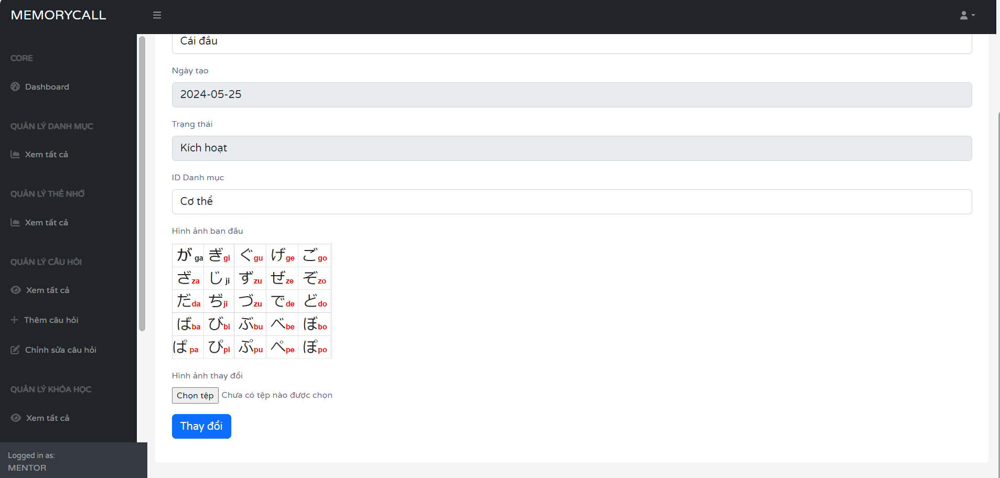 MEMORYCALL
CORE
Dashboard
QUẢN LÝ DANH MỤC
Xem tất cả
QUẢN LÝ THẺ NHỚ
Xem tất cả
QUẢN LÝ CÂU HỎI
Xem tất cả
Thêm câu hỏi
Chỉnh sửa câu hỏi
QUẢN LÝ KHÓA HỌC
Xem tất cả
Logged in as:
MENTOR
Cái đầu
Ngày tạo
2024-05-25
Trạng thái
Kích hoạt
ID Danh mục
Cơ thể
Hình ảnh ban đầu
が ga ぎ gi ぐ gu げ ge ご go
ざ za じ ji ず zu ぜ ze ぞ zo
だ da ぢ ji づ zu で de ど do
ば ba び bi ぶ bu べ be ぼ bo
ぱ pa ぴ pi ぷ pu ぺ pe ぽ po
Hình ảnh thay đổi
Chọn tệp Chưa có tệp nào được chọn
Thay đổi